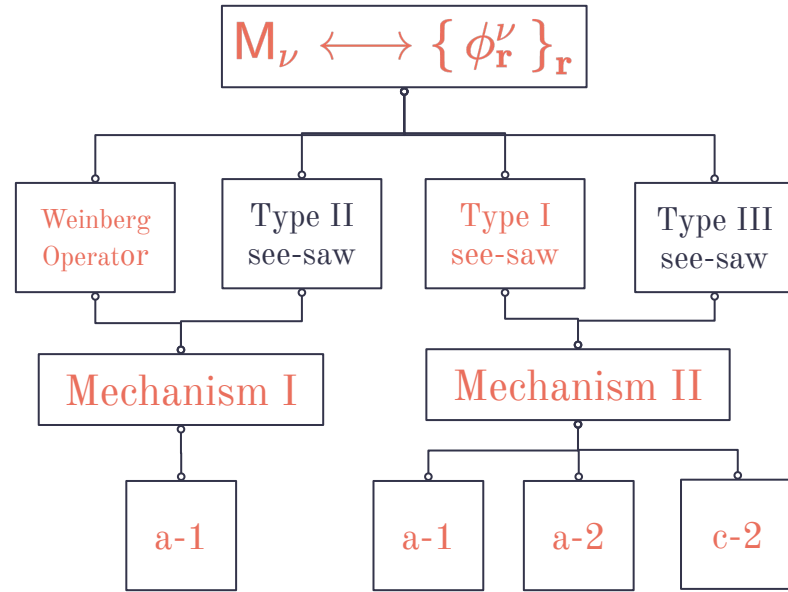 M_ν ⟷ { ϕ_𝐫^ν }_𝐫
Weinberg
Operator
Type II
see-saw
Type I
see-saw
Type III
see-saw
Mechanism I
Mechanism II
a-1
a-1
a-2
c-2